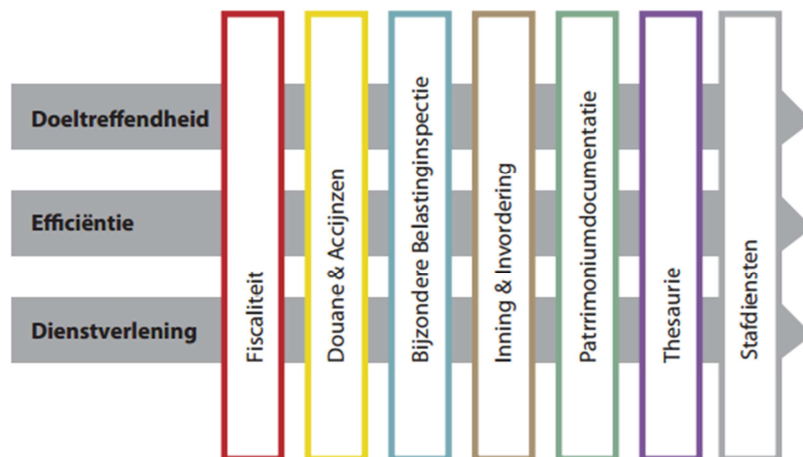 Doeltreffendheid
Efficiëntie
Dienstverlening
Fiscaliteit
Douane & Accijnzen
Bijzondere Belastinginspectie
Inning & Invordering
Patrimoniumdocumentatie
Thesaurie
Stafdiensten